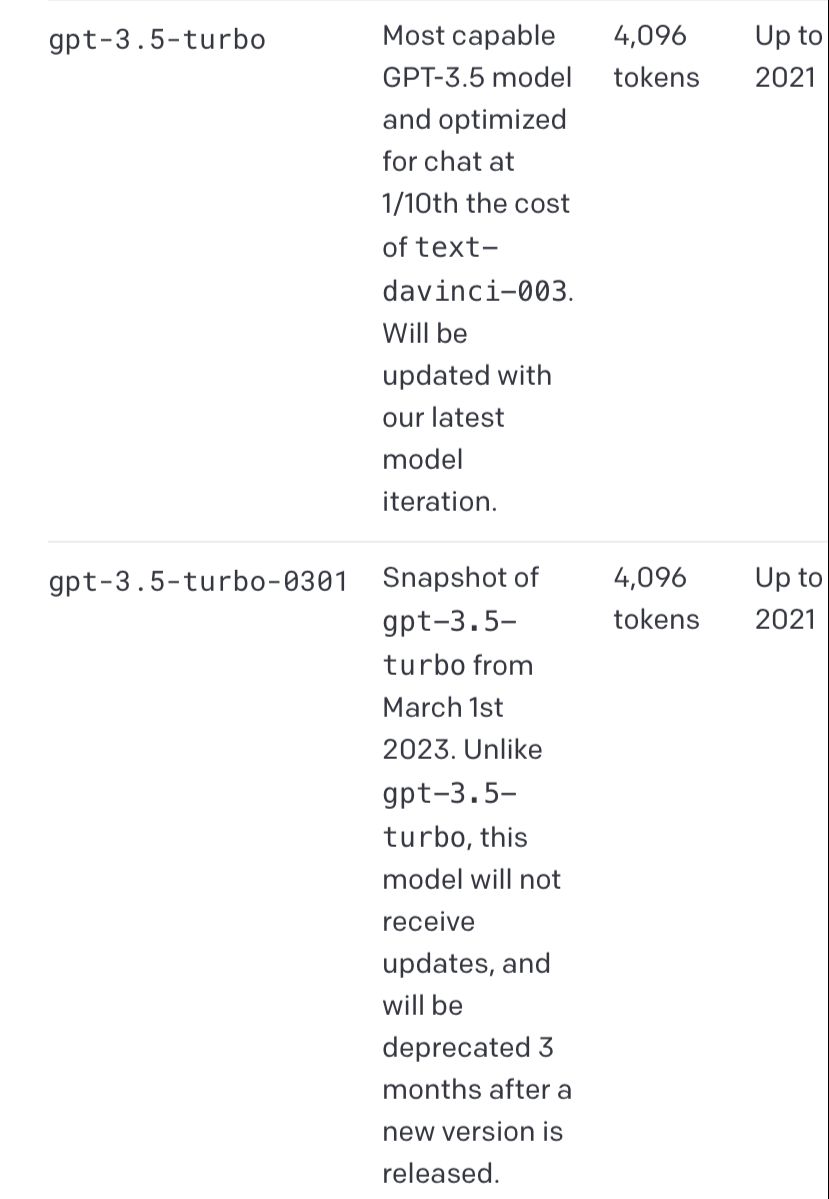 gpt-3.5-turbo
Most capable
GPT-3.5 model
and optimized
for chat at
1/10th the cost
of text-
davinci-003.
Will be
updated with
our latest
model
iteration.
4,096
tokens
Up to
2021
gpt-3.5-turbo-0301
Snapshot of
gpt-3.5-
turbo from
March 1st
2023. Unlike
gpt-3.5-
turbo, this
model will not
receive
updates, and
will be
deprecated 3
months after a
new version is
released.
4,096
tokens
Up to
2021